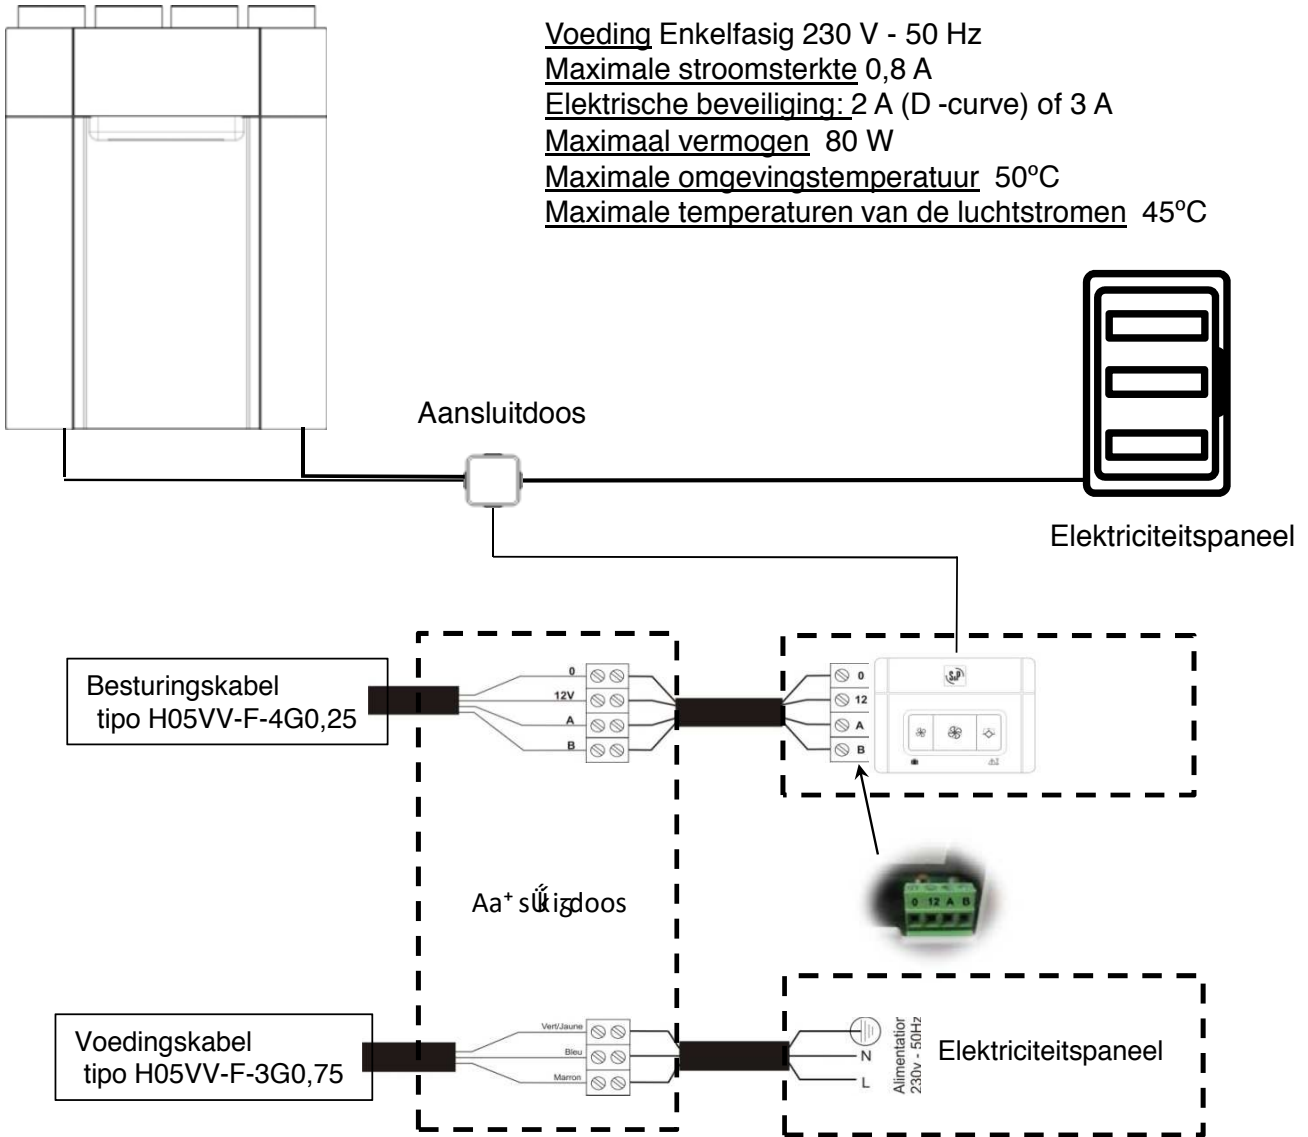 Voeding Enkelfasig 230 V - 50 Hz
Maximale stroomsterkte 0,8 A
Elektrische beveiliging: 2 A (D -curve) of 3 A
Maximaal vermogen 80 W
Maximale omgevingstemperatuur 50ºC
Maximale temperaturen van de luchtstromen 45ºC
Aansluitdoos
Elektriciteitspaneel
Besturingskabel
tipo H05VV-F-4G0,25
0
12V
A
B
0
12
A
B
S&P
0 12 A B
doos
Voedingskabel
tipo H05VV-F-3G0,75
Vert/Jaune
Bleu
Marron
N
L
Alimentation
230v - 50Hz
Elektriciteitspaneel